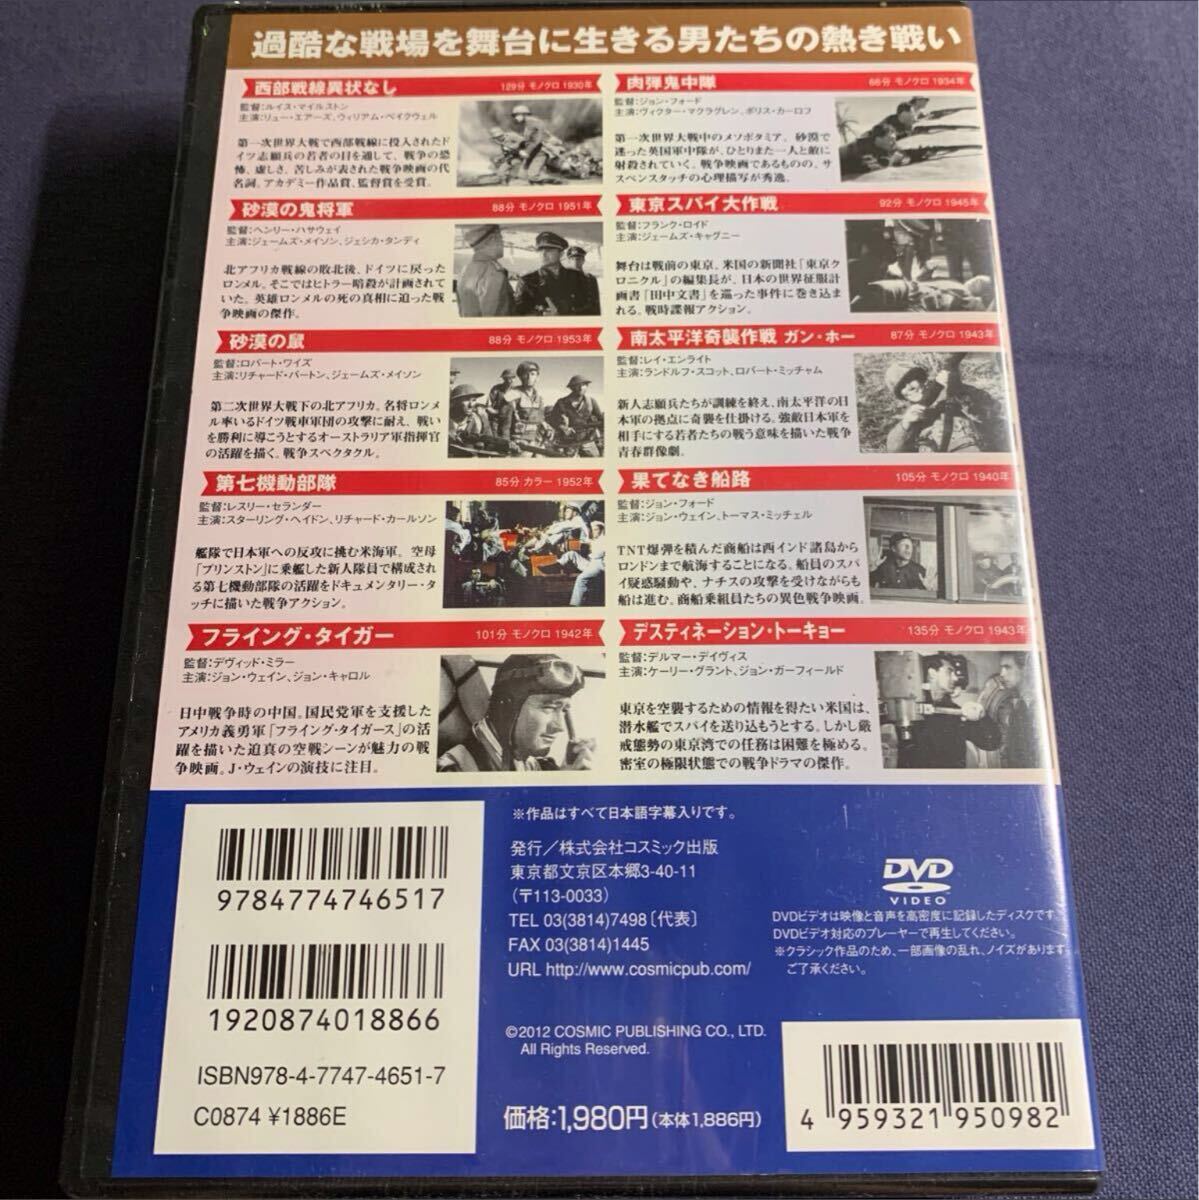 過酷な戦場を舞台に生きる男たちの熱き戦い
西部戦線異状なし
129分 モノクロ 1930年
監督：ルイス・マイルストン
主演：リュー・エアーズ、ウィリアム・ベイクウェル
第一次世界大戦で西部戦線に投入されたド
イツ志願兵の若者の目を通して、戦争の恐
怖、虚しさ、苦しみが表された戦争映画の代
名詞。アカデミー作品賞、監督賞を受賞。
砂漠の鬼将軍
88分 モノクロ 1951年
監督：ヘンリー・ハサウェイ
主演：ジェームズ・メイソン、ジェシカ・タンディ
北アフリカ戦線の敗北後、ドイツに戻った
ロンメル。そこではヒトラー暗殺が計画されて
いた。英雄ロンメルの死の真相に迫った戦
争映画の傑作。
砂漠の鼠
88分 モノクロ 1953年
監督：ロバート・ワイズ
主演：リチャード・バートン、ジェームズ・メイソン
第二次世界大戦下の北アフリカ。名将ロンメ
ル率いるドイツ戦車軍団の攻撃に耐え、戦い
を勝利に導こうとするオーストラリア軍指揮官
の活躍を描く。戦争スペクタクル。
第七機動部隊
85分 カラー 1952年
監督：レスリー・セランダー
主演：スターリング・ヘイドン、リチャード・カールソン
艦隊で日本軍への反攻に挑む米海軍。空母
「プリンストン」に乗艦した新人隊員で構成され
る第七機動部隊の活躍をドキュメンタリー・タ
ッチに描いた戦争アクション。
フライング・タイガー
101分 モノクロ 1942年
監督：デヴィッド・ミラー
主演：ジョン・ウェイン、ジョン・キャロル
日中戦争時の中国。国民党軍を支援した
アメリカ義勇軍「フライング・タイガース」の活
躍を描いた迫真の空戦シーンが魅力の戦
争映画。J・ウェインの演技に注目。
肉弾鬼中隊
66分 モノクロ 1934年
監督：ジョン・フォード
主演：ヴィクター・マクラグレン、ボリス・カーロフ
第一次世界大戦中のメソポタミア。砂漠で
迷った英国軍中隊が、ひとりまた一人と敵に
射殺されていく。戦争映画であるものの、サ
スペンスタッチの心理描写が秀逸。
東京スパイ大作戦
92分 モノクロ 1945年
監督：フランク・ロイド
主演：ジェームズ・キャグニー
舞台は戦前の東京。米国の新聞社「東京ク
ロニクル」の編集長が、日本の世界征服計
画書「田中文書」を巡った事件に巻き込ま
れる。戦時諜報アクション。
南太平洋奇襲作戦 ガン・ホー
87分 モノクロ 1943年
監督：レイ・エンライト
主演：ランドルフ・スコット、ロバート・ミッチャム
新人志願兵たちが訓練を終え、南太平洋の日
本軍の拠点に奇襲を仕掛ける。強敵日本軍を
相手にする若者たちの戦う意味を描いた戦争
青春群像劇。
果てなき船路
105分 モノクロ 1940年
監督：ジョン・フォード
主演：ジョン・ウェイン、トーマス・ミッチェル
TNT爆弾を積んだ商船は西インド諸島から
ロンドンまで航海することになる。船員のスパ
イ疑惑騒動や、ナチスの攻撃を受けながらも
船は進む。商船乗組員たちの異色戦争映画。
デスティネーション・トーキョー
135分 モノクロ 1943年
監督：デルマー・デイヴィス
主演：ケーリー・グラント、ジョン・ガーフィールド
東京を空襲するための情報を得たい米国は、
潜水艦でスパイを送り込もうとする。しかし厳
戒態勢の東京湾での任務は困難を極める。
密室の極限状態での戦争ドラマの傑作。
9784774746517
1920874018866
ISBN978-4-7747-4651-7
C0874 ¥1886E
※作品はすべて日本語字幕入りです。
発行／株式会社コスミック出版
東京都文京区本郷3-40-11
（〒113-0033）
TEL 03(3814)7498〔代表〕
FAX 03(3814)1445
URL http://www.cosmicpub.com/
©2012 COSMIC PUBLISHING CO., LTD.
All Rights Reserved.
価格：1,980円（本体1,886円）
DVD
VIDEO
DVDビデオは映像と音声を高密度に記録したディスクです。
DVDビデオ対応のプレーヤーで再生してください。
※クラシック作品のため、一部画像の乱れ、ノイズがあります。
ご了承ください。
4 959321 950982